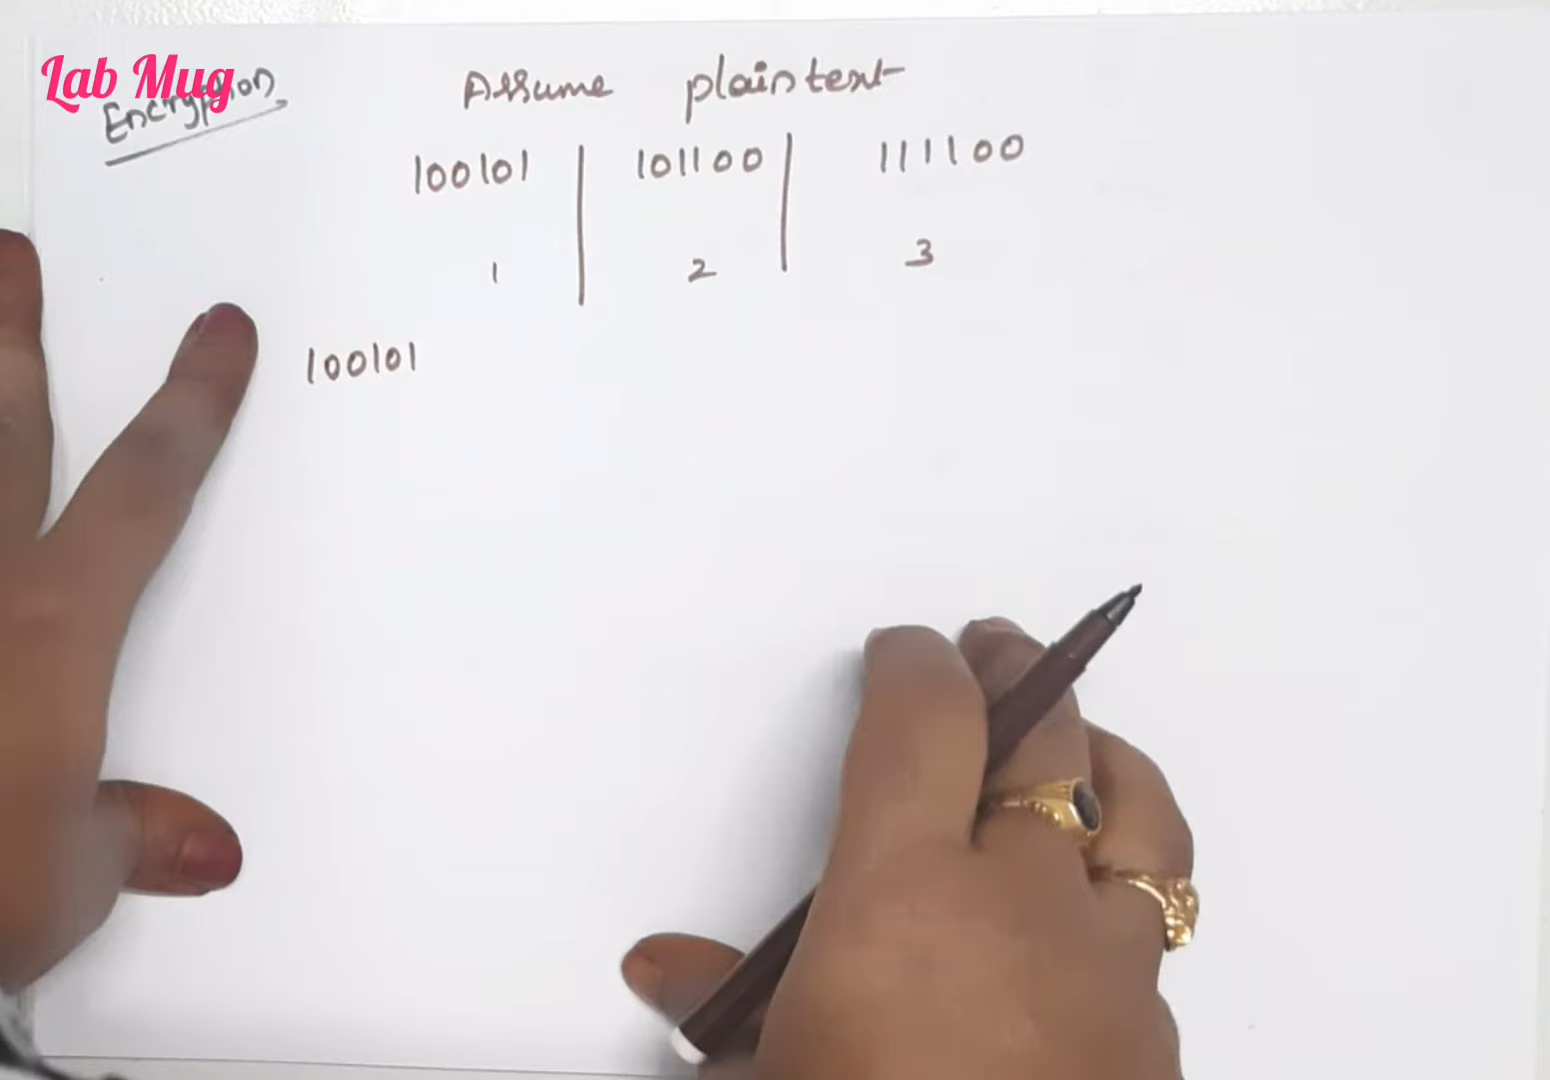 Lab Mug
Encryption
Assume plaintext
100101 | 101100 | 111100
1 2 3
100101